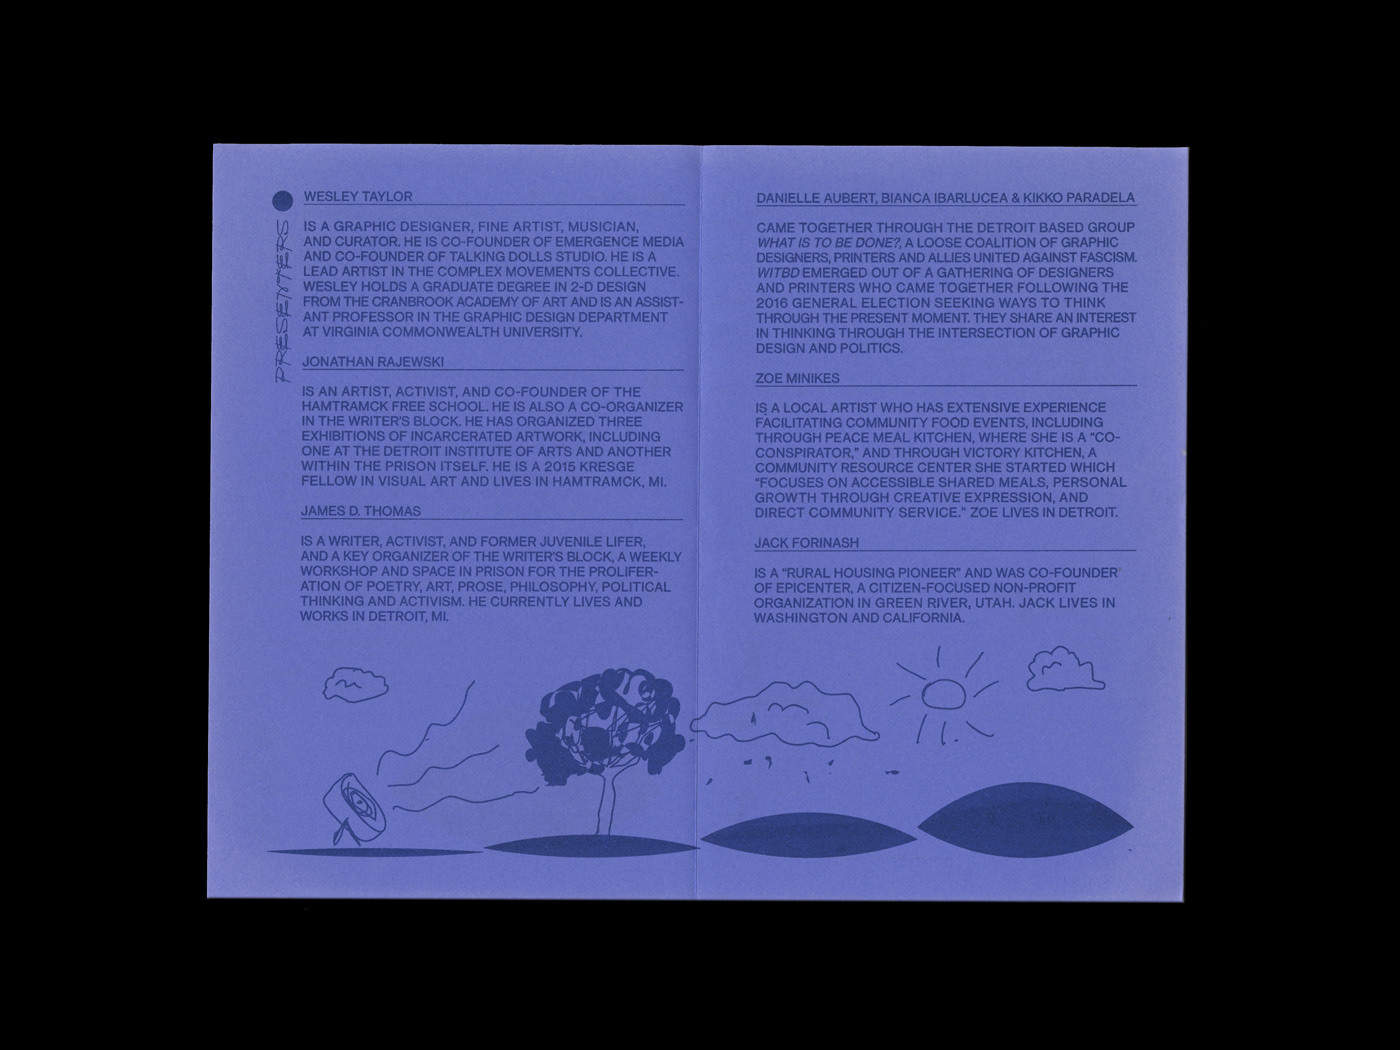 PRESENTERS
WESLEY TAYLOR
IS A GRAPHIC DESIGNER, FINE ARTIST, MUSICIAN,
AND CURATOR. HE IS CO-FOUNDER OF EMERGENCE MEDIA
AND CO-FOUNDER OF TALKING DOLLS STUDIO. HE IS A
LEAD ARTIST IN THE COMPLEX MOVEMENTS COLLECTIVE.
WESLEY HOLDS A GRADUATE DEGREE IN 2-D DESIGN
FROM THE CRANBROOK ACADEMY OF ART AND IS AN ASSIST-
ANT PROFESSOR IN THE GRAPHIC DESIGN DEPARTMENT
AT VIRGINIA COMMONWEALTH UNIVERSITY.
JONATHAN RAJEWSKI
IS AN ARTIST, ACTIVIST, AND CO-FOUNDER OF THE
HAMTRAMCK FREE SCHOOL. HE IS ALSO A CO-ORGANIZER
IN THE WRITER'S BLOCK. HE HAS ORGANIZED THREE
EXHIBITIONS OF INCARCERATED ARTWORK, INCLUDING
ONE AT THE DETROIT INSTITUTE OF ARTS AND ANOTHER
WITHIN THE PRISON ITSELF. HE IS A 2015 KRESGE
FELLOW IN VISUAL ART AND LIVES IN HAMTRAMCK, MI.
JAMES D. THOMAS
IS A WRITER, ACTIVIST, AND FORMER JUVENILE LIFER,
AND A KEY ORGANIZER OF THE WRITER'S BLOCK, A WEEKLY
WORKSHOP AND SPACE IN PRISON FOR THE PROLIFER-
ATION OF POETRY, ART, PROSE, PHILOSOPHY, POLITICAL
THINKING AND ACTIVISM. HE CURRENTLY LIVES AND
WORKS IN DETROIT, MI.
DANIELLE AUBERT, BIANCA IBARLUCEA & KIKKO PARADELA
CAME TOGETHER THROUGH THE DETROIT BASED GROUP
WHAT IS TO BE DONE?, A LOOSE COALITION OF GRAPHIC
DESIGNERS, PRINTERS AND ALLIES UNITED AGAINST FASCISM.
WITBD EMERGED OUT OF A GATHERING OF DESIGNERS
AND PRINTERS WHO CAME TOGETHER FOLLOWING THE
2016 GENERAL ELECTION SEEKING WAYS TO THINK
THROUGH THE PRESENT MOMENT. THEY SHARE AN INTEREST
IN THINKING THROUGH THE INTERSECTION OF GRAPHIC
DESIGN AND POLITICS.
ZOE MINIKES
IS A LOCAL ARTIST WHO HAS EXTENSIVE EXPERIENCE
FACILITATING COMMUNITY FOOD EVENTS, INCLUDING
THROUGH PEACE MEAL KITCHEN, WHERE SHE IS A “CO-
CONSPIRATOR,” AND THROUGH VICTORY KITCHEN, A
COMMUNITY RESOURCE CENTER SHE STARTED WHICH
“FOCUSES ON ACCESSIBLE SHARED MEALS, PERSONAL
GROWTH THROUGH CREATIVE EXPRESSION, AND
DIRECT COMMUNITY SERVICE.” ZOE LIVES IN DETROIT.
JACK FORINASH
IS A “RURAL HOUSING PIONEER” AND WAS CO-FOUNDER
OF EPICENTER, A CITIZEN-FOCUSED NON-PROFIT
ORGANIZATION IN GREEN RIVER, UTAH. JACK LIVES IN
WASHINGTON AND CALIFORNIA.